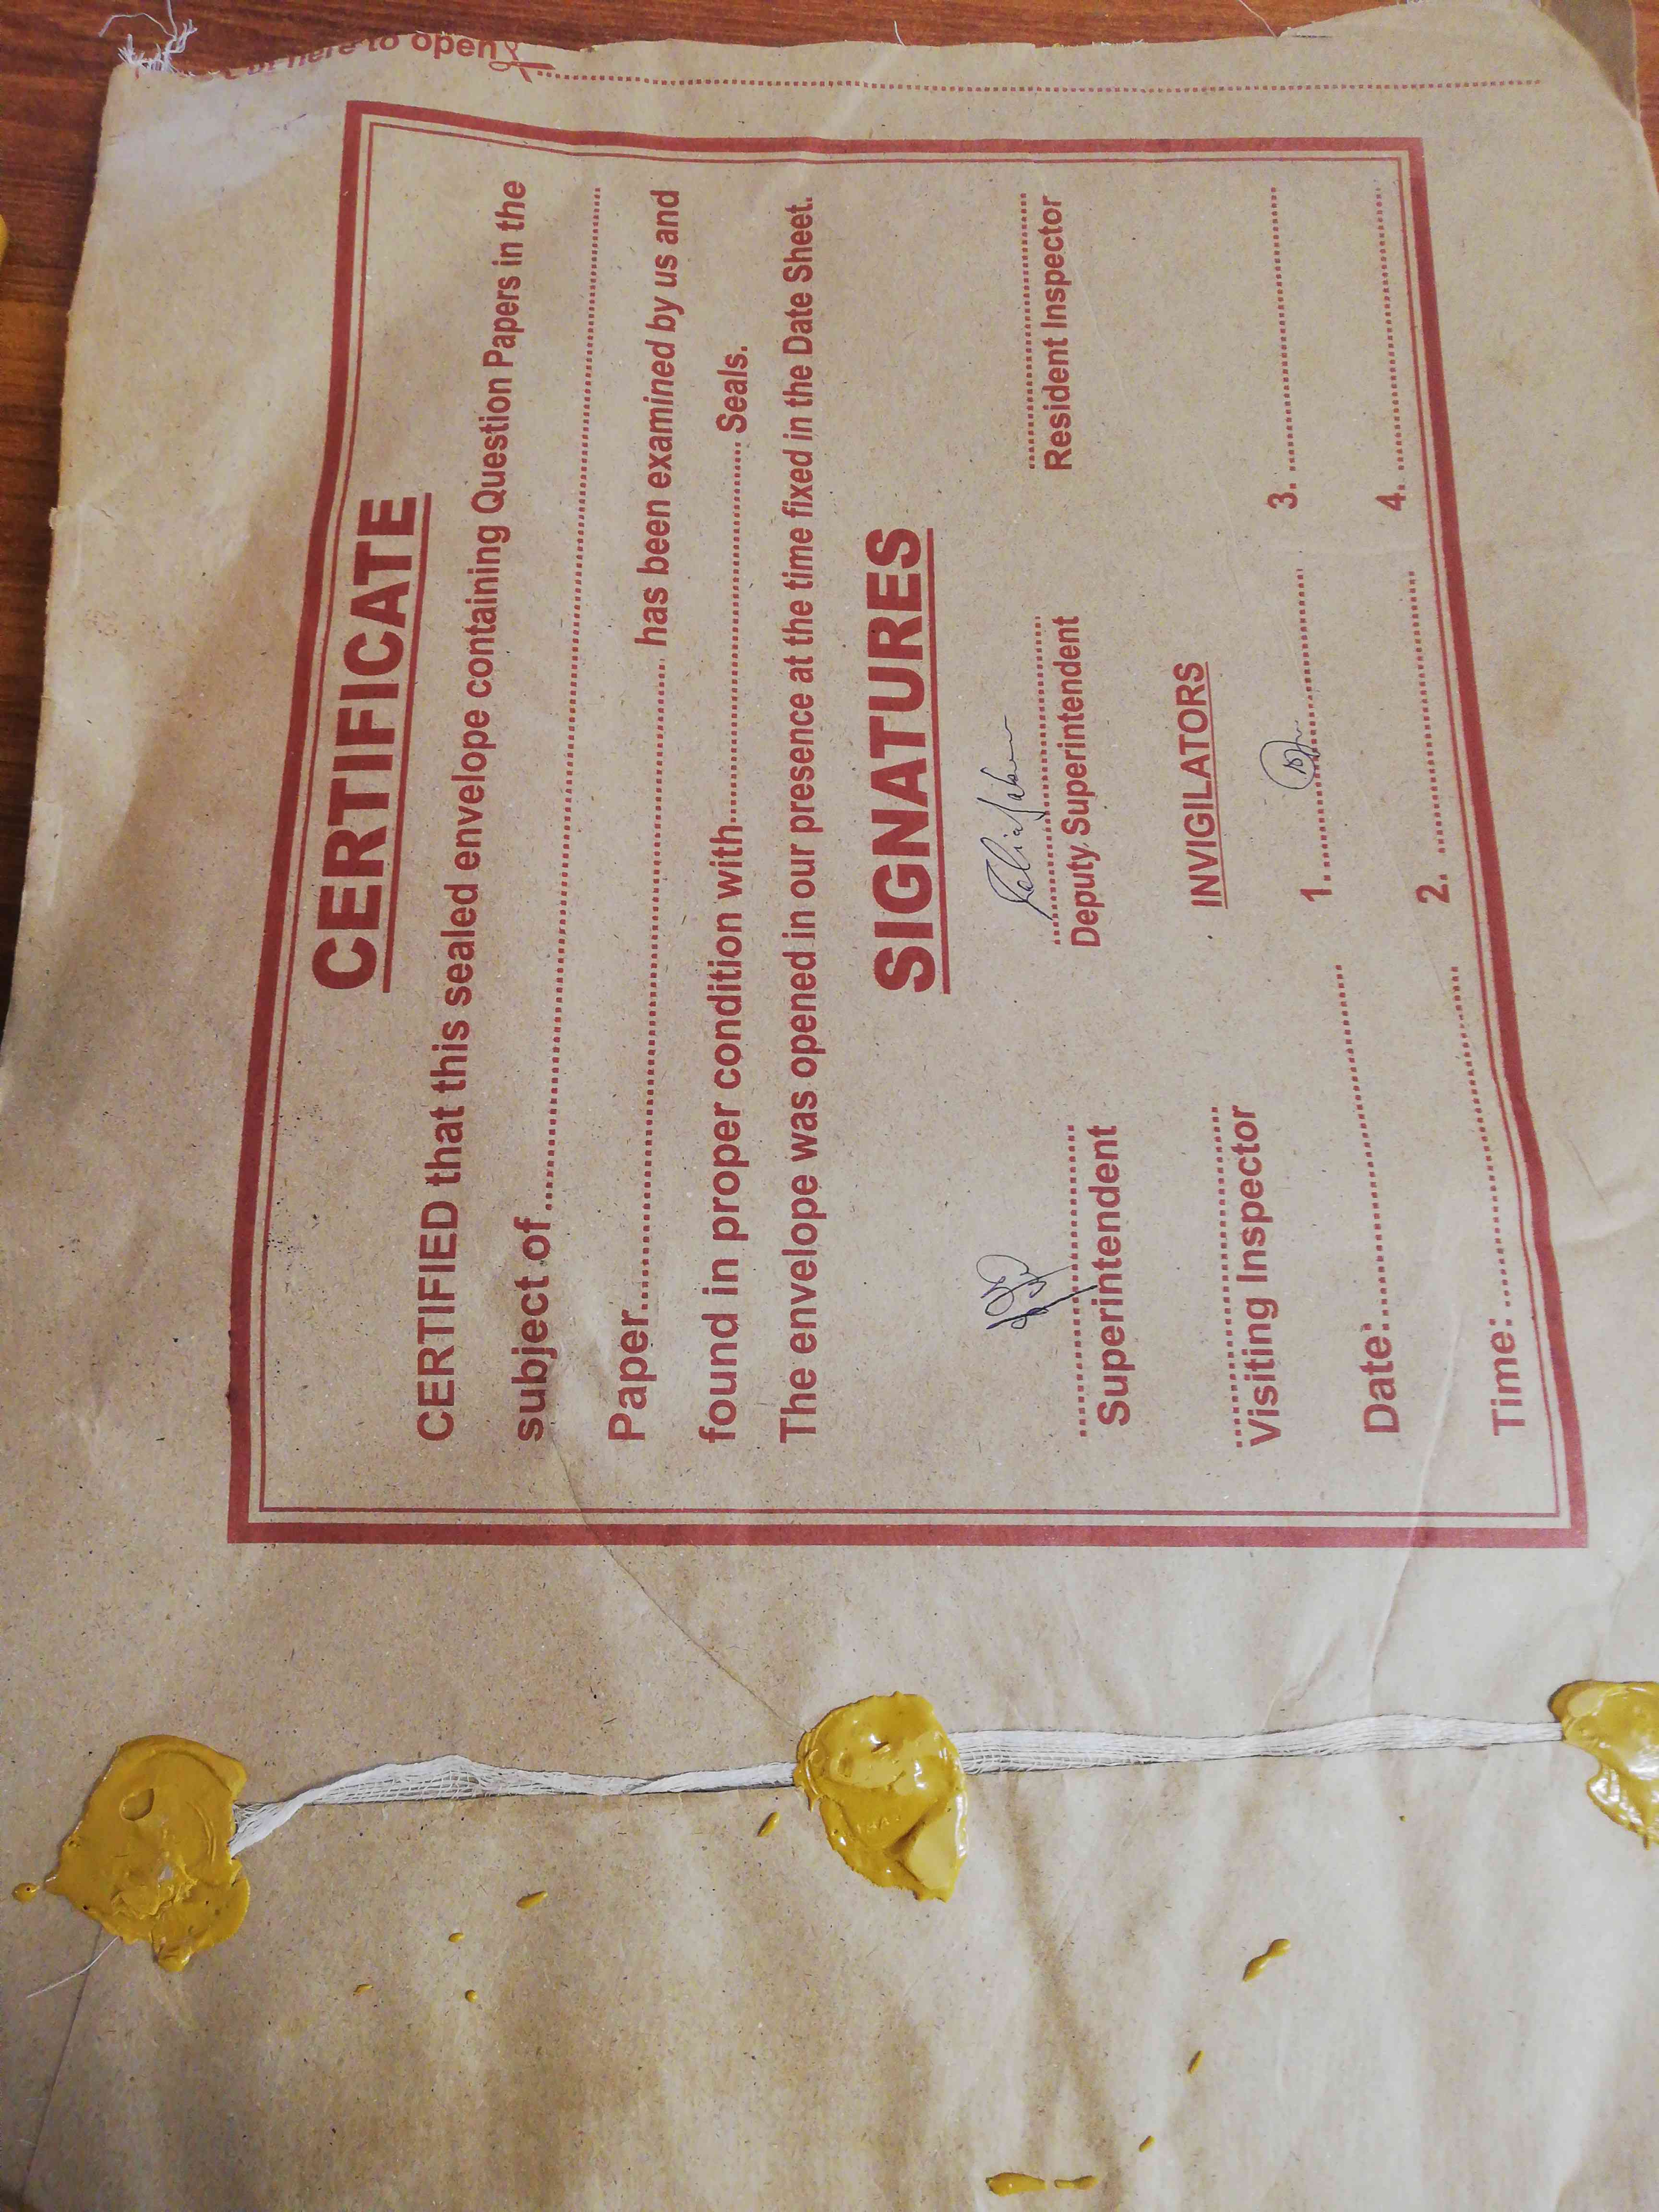 here to open
CERTIFICATE
CERTIFIED that this sealed envelope containing Question Papers in the
subject of
Paper has been examined by us and
found in proper condition with Seals.
The envelope was opened in our presence at the time fixed in the Date Sheet.
SIGNATURES
Superintendent Deputy Superintendent Resident Inspector
INVIGILATORS
Visiting Inspector
1. 3.
Date:
2. 4.
Time: